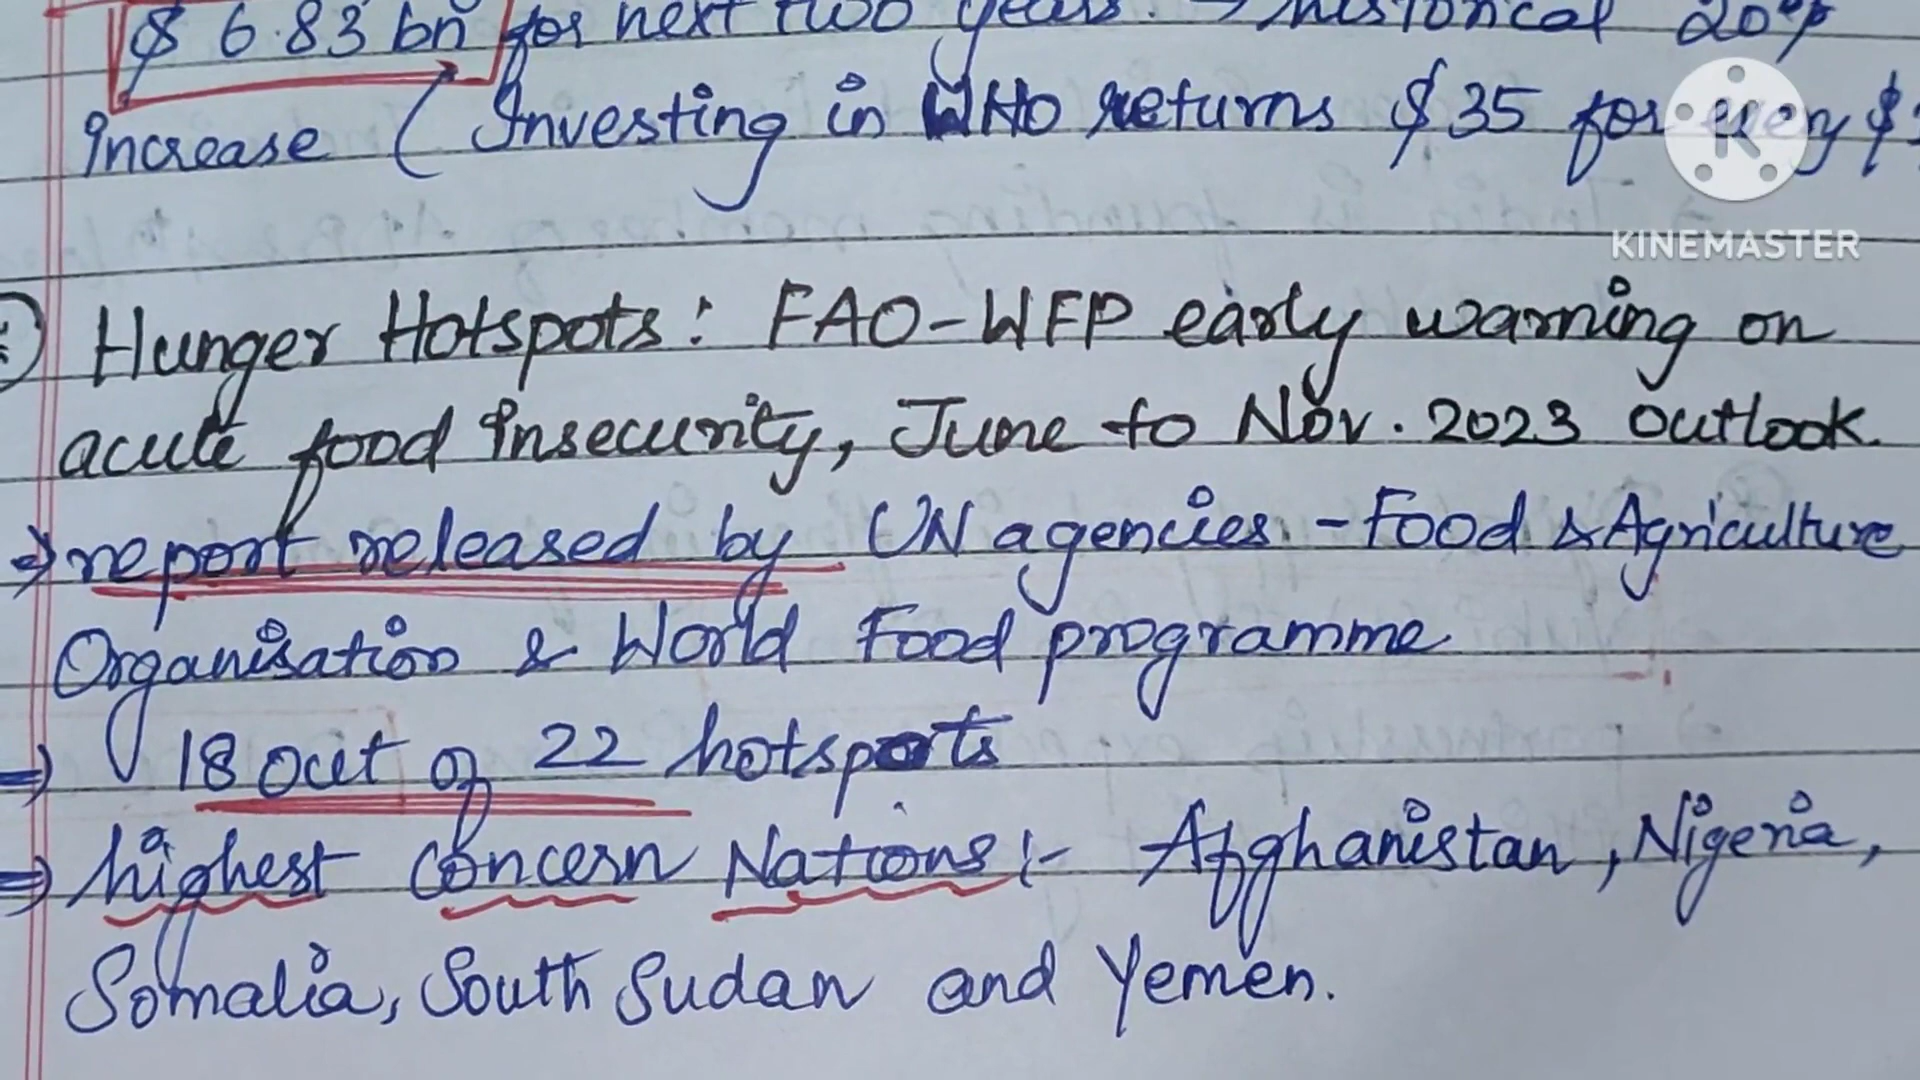 $ 6.83 bn for next two years. → historical 20%
increase ( Investing in WHO returns $ 35 for every $
KINEMASTER
Hunger Hotspots : FAO-WFP early warning on
acute food insecurity, June to Nov. 2023 outlook.
⇒ report released by UN agencies :- Food & Agriculture
Organisation & World Food programme
⇒ 18 out of 22 hotspots
⇒ highest concern Nations :- Afghanistan, Nigeria,
Somalia, South Sudan and Yemen.